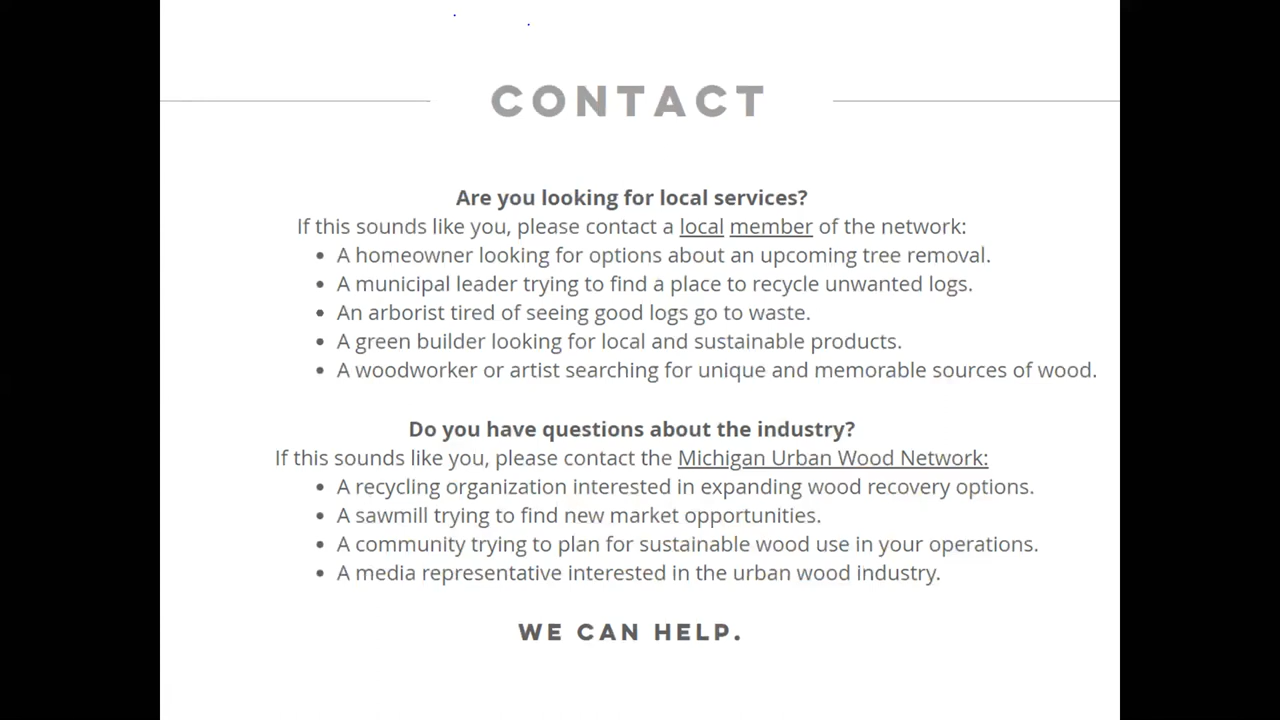 CONTACT
Are you looking for local services?
If this sounds like you, please contact a local member of the network:
• A homeowner looking for options about an upcoming tree removal.
• A municipal leader trying to find a place to recycle unwanted logs.
• An arborist tired of seeing good logs go to waste.
• A green builder looking for local and sustainable products.
• A woodworker or artist searching for unique and memorable sources of wood.
Do you have questions about the industry?
If this sounds like you, please contact the Michigan Urban Wood Network:
• A recycling organization interested in expanding wood recovery options.
• A sawmill trying to find new market opportunities.
• A community trying to plan for sustainable wood use in your operations.
• A media representative interested in the urban wood industry.
WE CAN HELP.